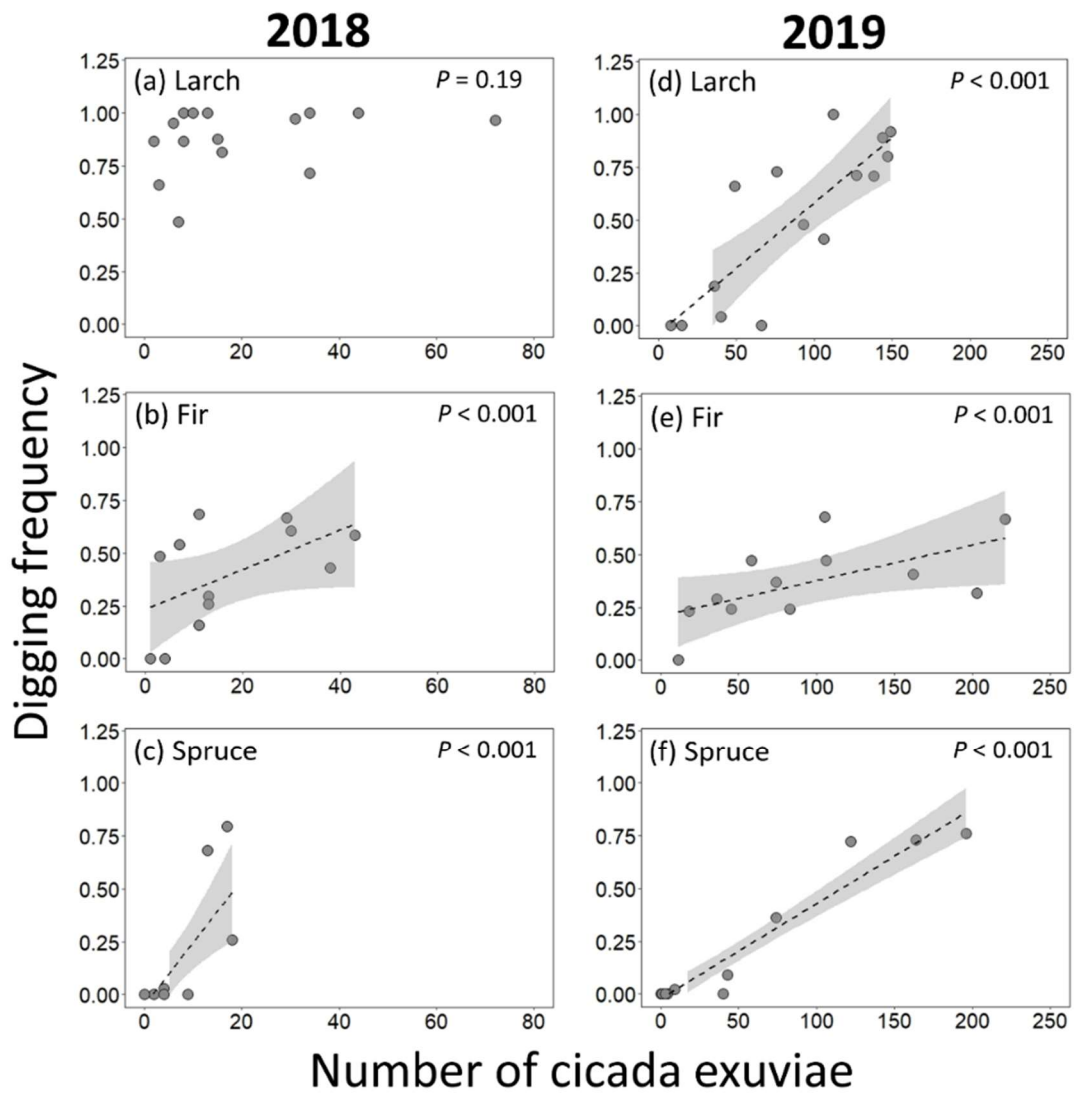 2018
2019
(a) Larch
P = 0.19
1.25
1.00
0.75
0.50
0.25
0.00
0 20 40 60 80
(d) Larch
P < 0.001
1.25
1.00
0.75
0.50
0.25
0.00
0 50 100 150 200 250
(b) Fir
P < 0.001
1.25
1.00
0.75
0.50
0.25
0.00
0 20 40 60 80
(e) Fir
P < 0.001
1.25
1.00
0.75
0.50
0.25
0.00
0 50 100 150 200 250
(c) Spruce
P < 0.001
1.25
1.00
0.75
0.50
0.25
0.00
0 20 40 60 80
(f) Spruce
P < 0.001
1.25
1.00
0.75
0.50
0.25
0.00
0 50 100 150 200 250
Digging frequency
Number of cicada exuviae